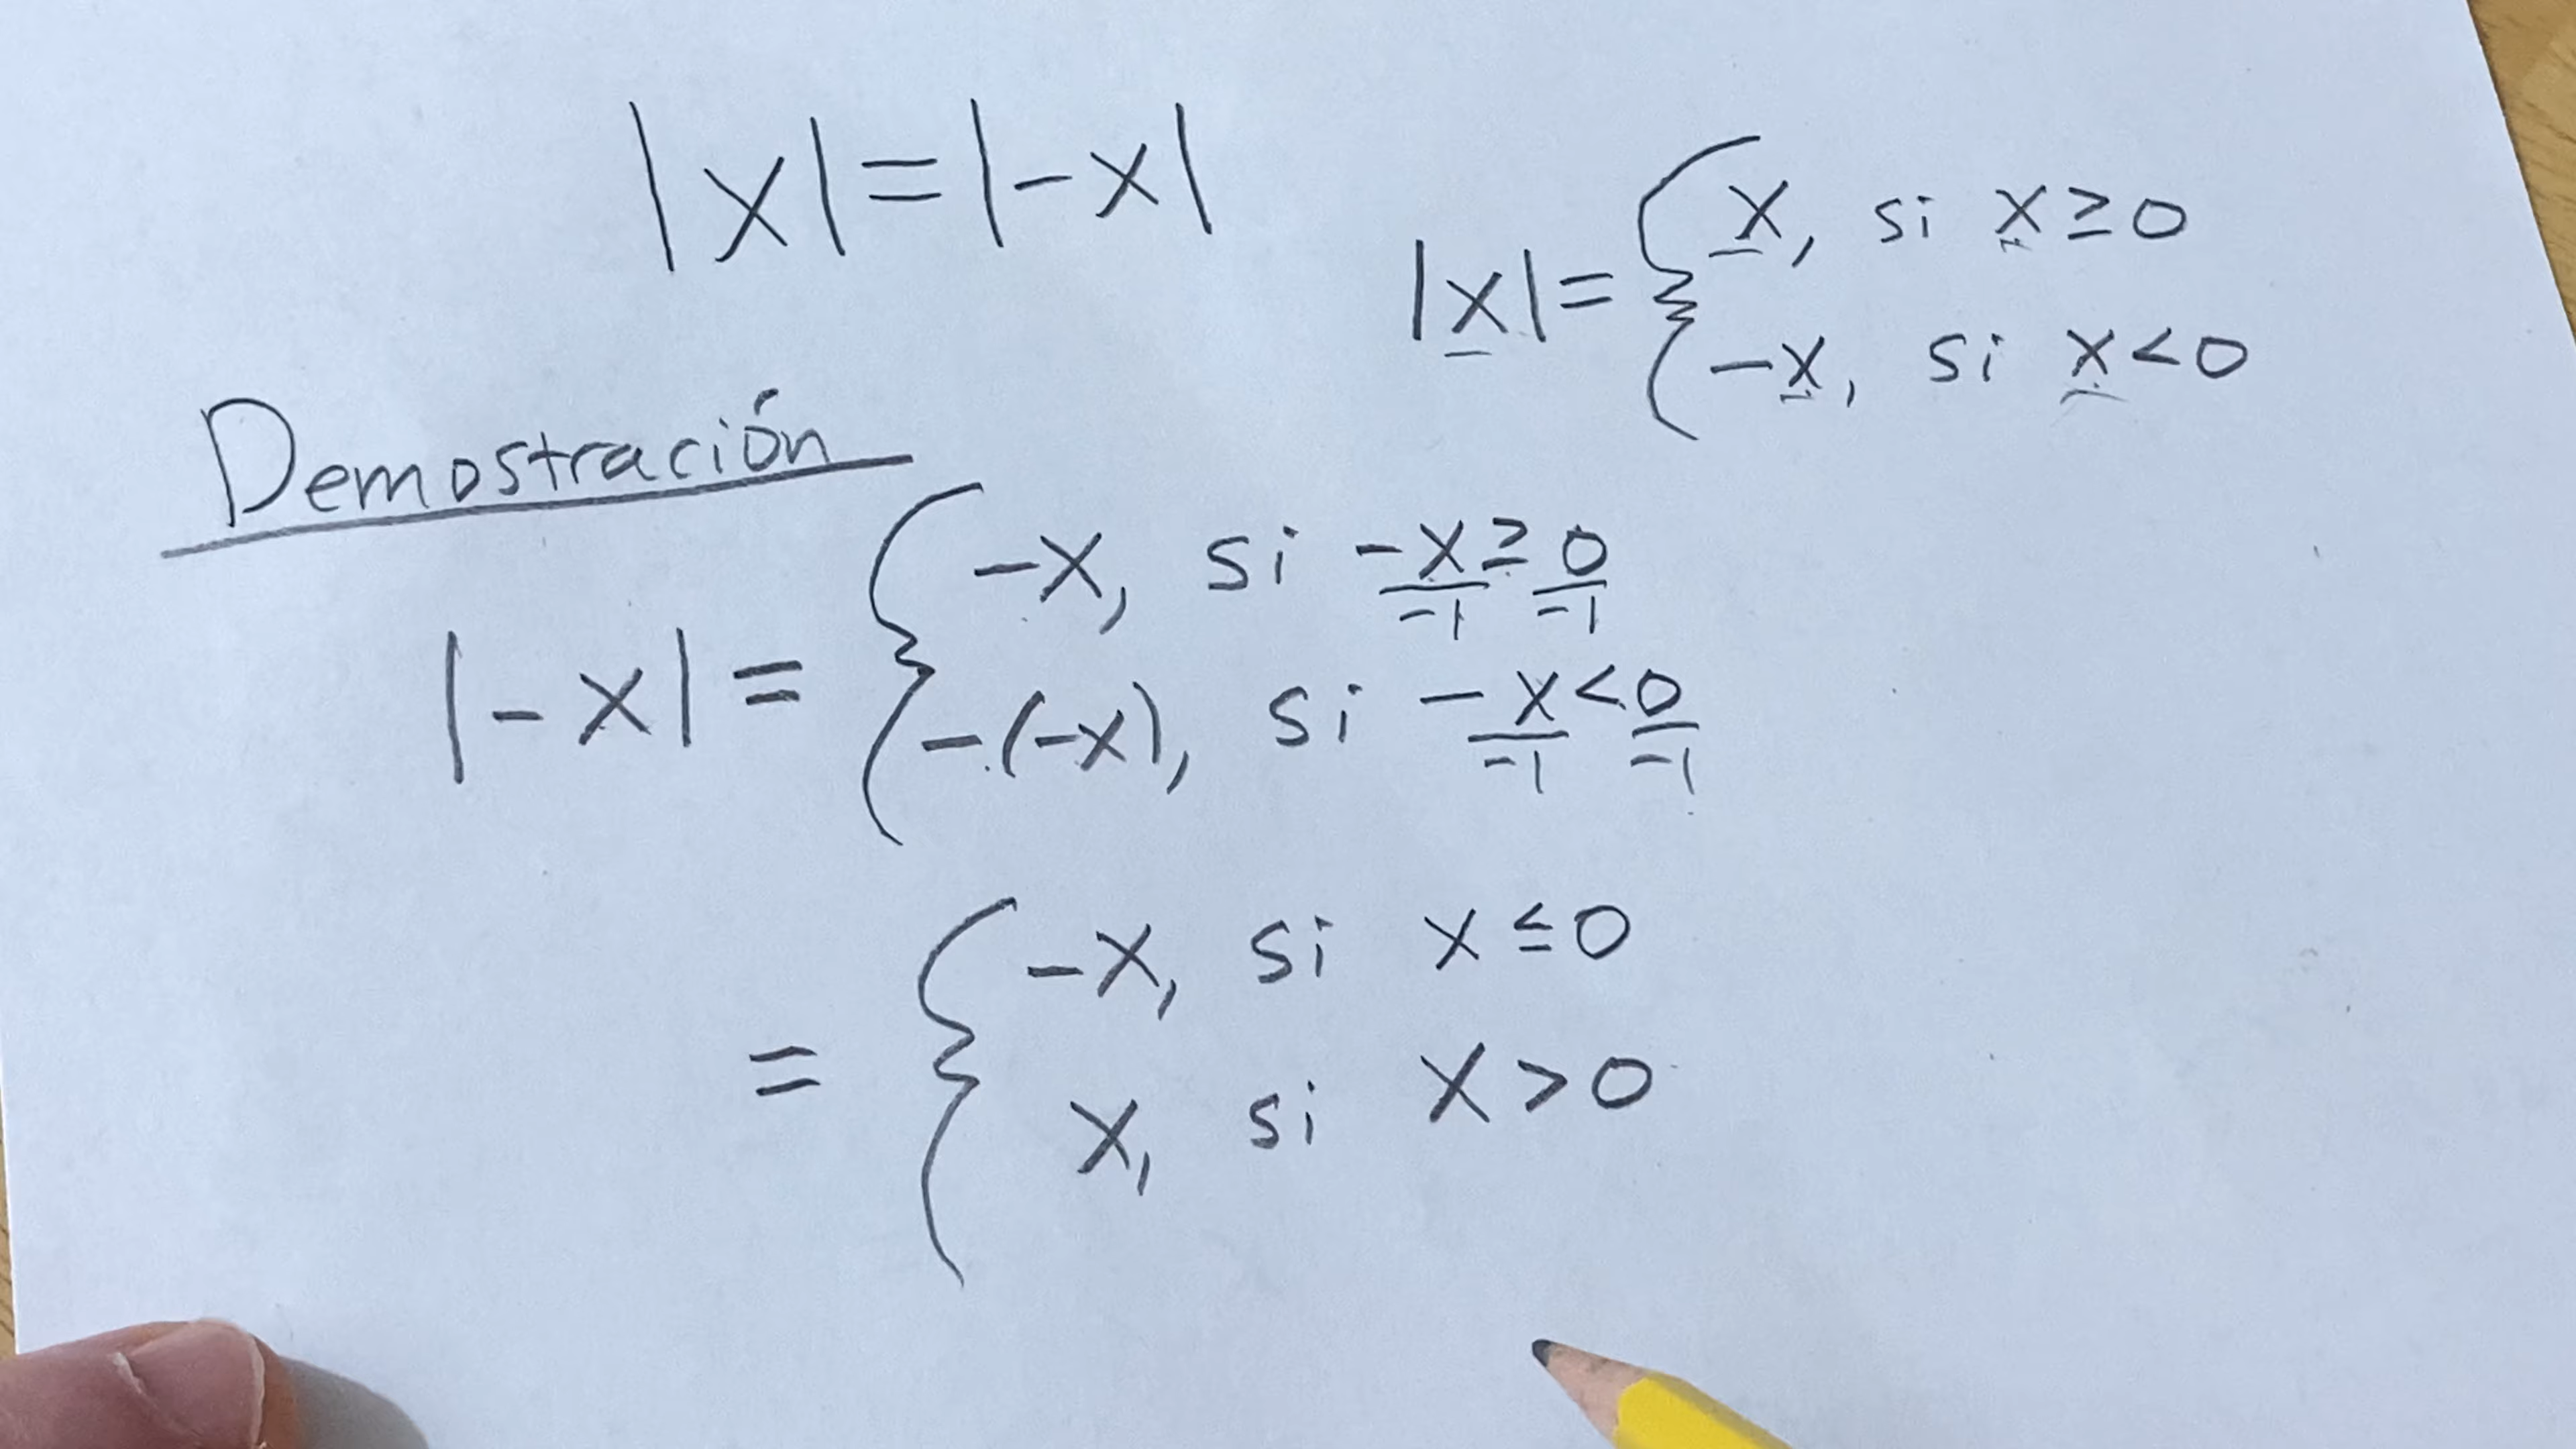 |x|=|-x|
|x|= { x, si x≥0
-x, si x<0
Demostración
|-x| = { -x, si -x/-1 ≥ 0/-1
-(-x), si -x/-1 < 0/-1
= { -x, si x≤0
x, si x>0